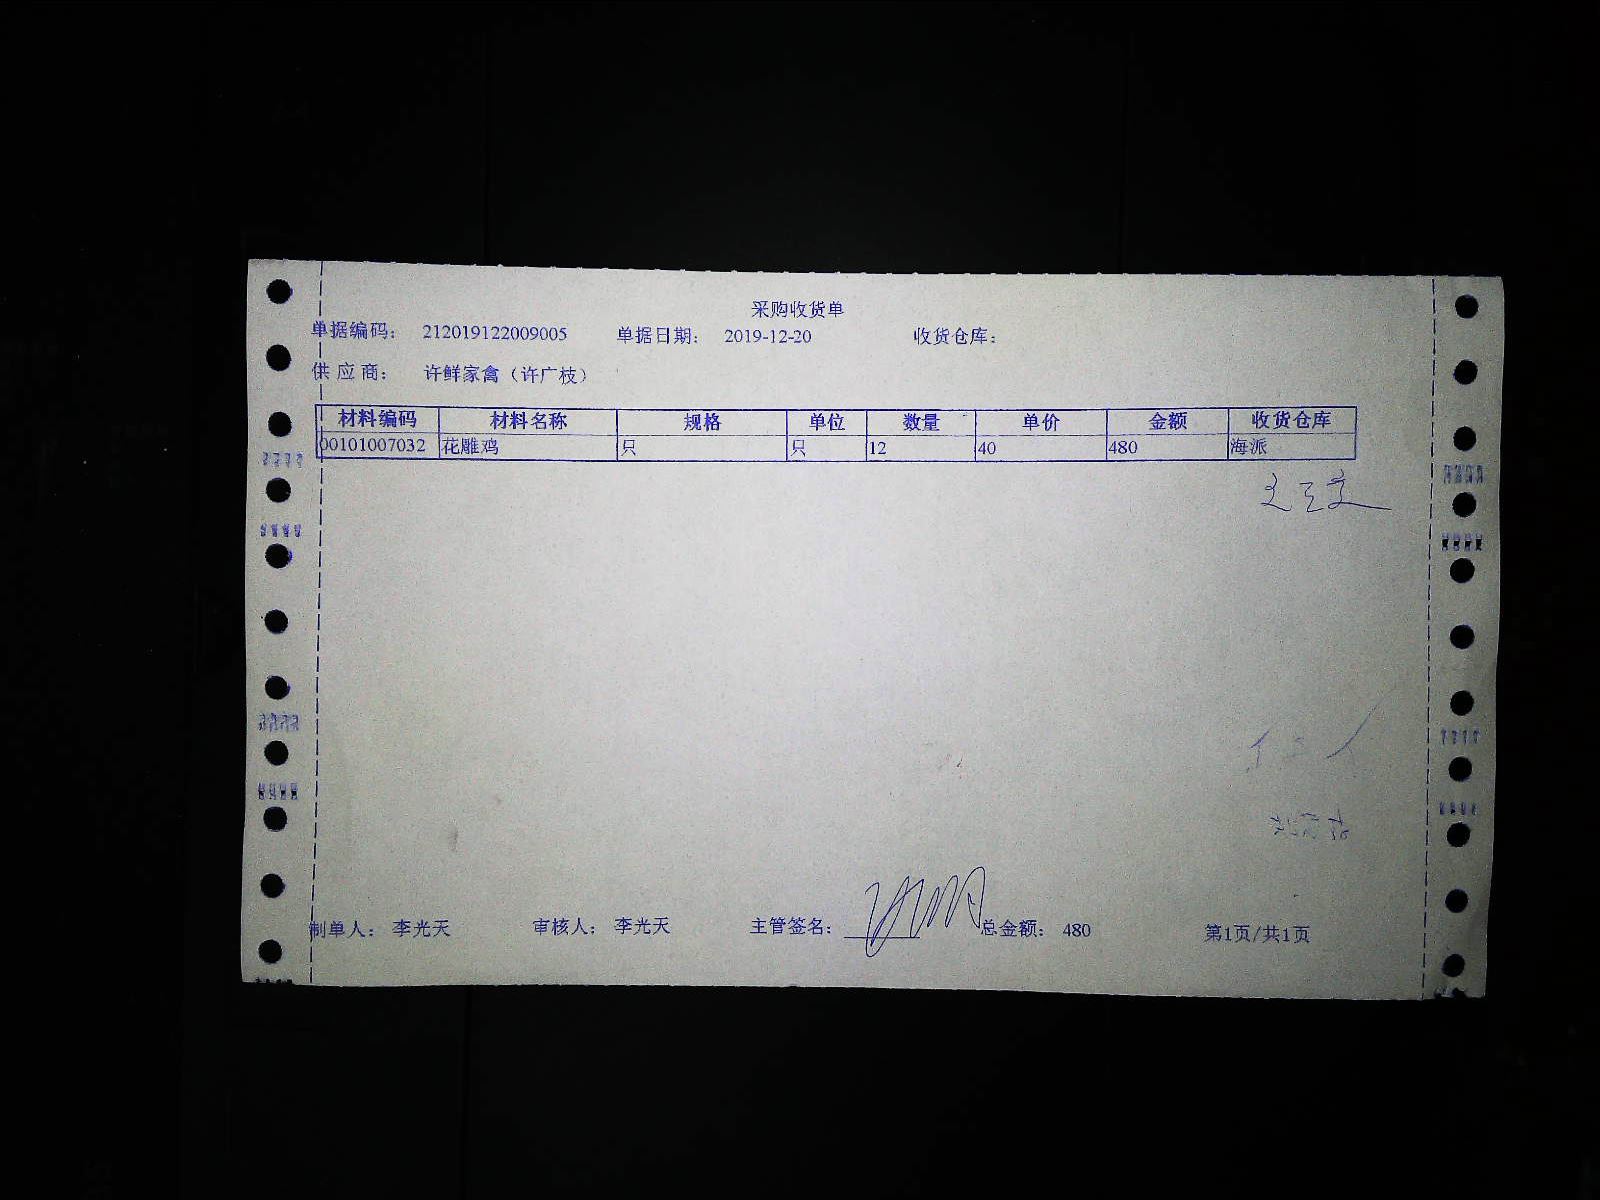 采购收货单
单据编码： 212019122009005 单据日期： 2019-12-20 收货仓库：
供 应 商： 许鲜家禽（许广枝）
材料编码 材料名称 规格 单位 数量 单价 金额 收货仓库
00101007032 花雕鸡 只 只 12 40 480 海派
制单人： 李光天 审核人： 李光天 主管签名： 总金额： 480 第1页/共1页